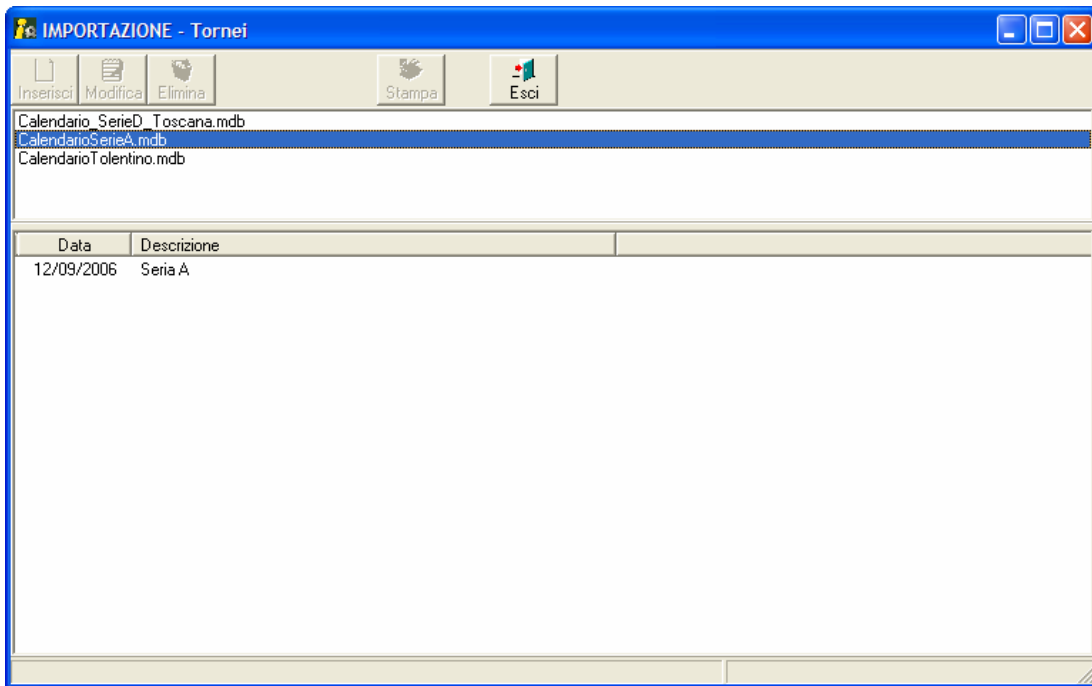 IMPORTAZIONE - Tornei
Inserisci Modifica Elimina Stampa Esci
Calendario_SerieD_Toscana.mdb
CalendarioSerieA.mdb
CalendarioTolentino.mdb
Data Descrizione
12/09/2006 Seria A